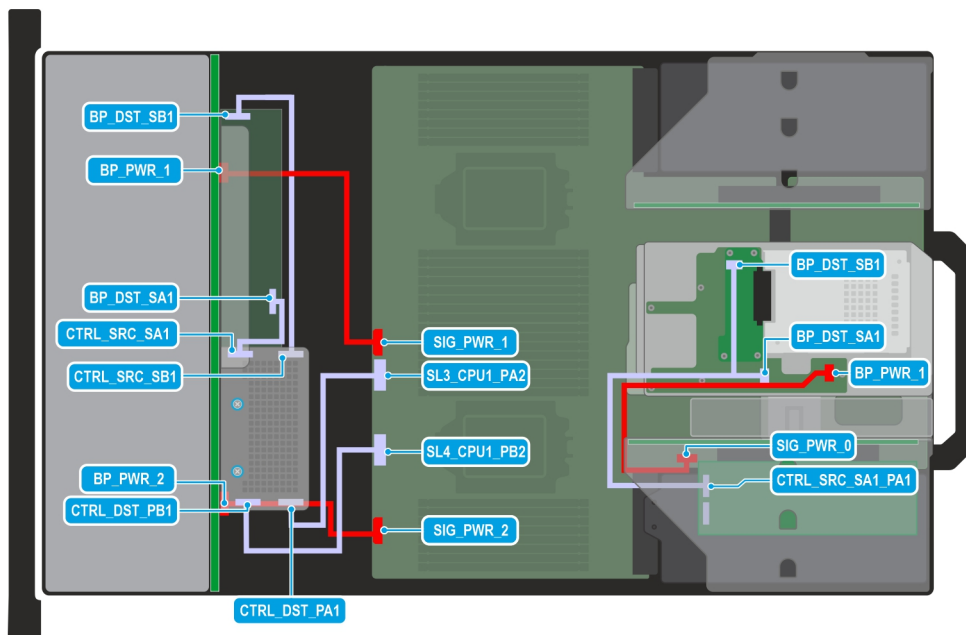 BP_DST_SB1
BP_PWR_1
BP_DST_SA1
CTRL_SRC_SA1
CTRL_SRC_SB1
BP_PWR_2
CTRL_DST_PB1
CTRL_DST_PA1
SIG_PWR_1
SL3_CPU1_PA2
SL4_CPU1_PB2
SIG_PWR_2
BP_DST_SB1
BP_DST_SA1
BP_PWR_1
SIG_PWR_0
CTRL_SRC_SA1_PA1